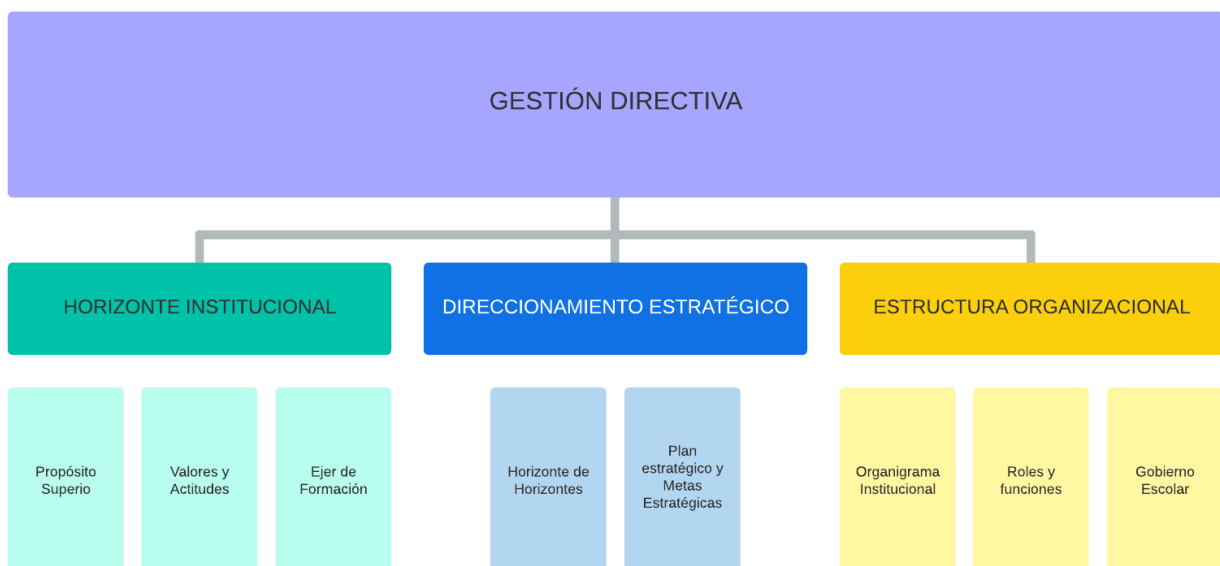 GESTIÓN DIRECTIVA
HORIZONTE INSTITUCIONAL
DIRECCIONAMIENTO ESTRATÉGICO
ESTRUCTURA ORGANIZACIONAL
Propósito
Superio
Valores y
Actitudes
Ejer de
Formación
Horizonte de
Horizontes
Plan
estratégico y
Metas
Estratégicas
Organigrama
Institucional
Roles y
funciones
Gobierno
Escolar